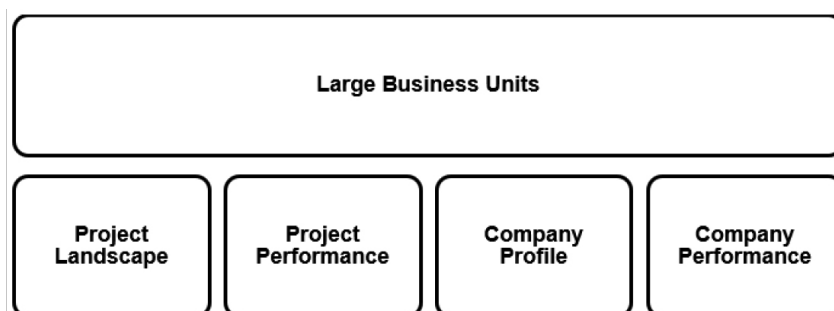 Large Business Units
Project
Landscape
Project
Performance
Company
Profile
Company
Performance